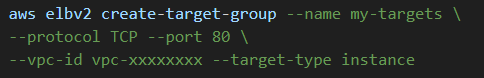 aws elbv2 create-target-group --name my-targets \
--protocol TCP --port 80 \
--vpc-id vpc-xxxxxxxx --target-type instance